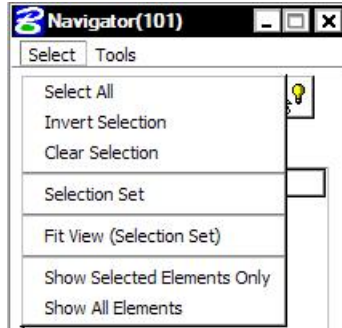 Navigator(101)
Select Tools
Select All
Invert Selection
Clear Selection
Selection Set
Fit View (Selection Set)
Show Selected Elements Only
Show All Elements